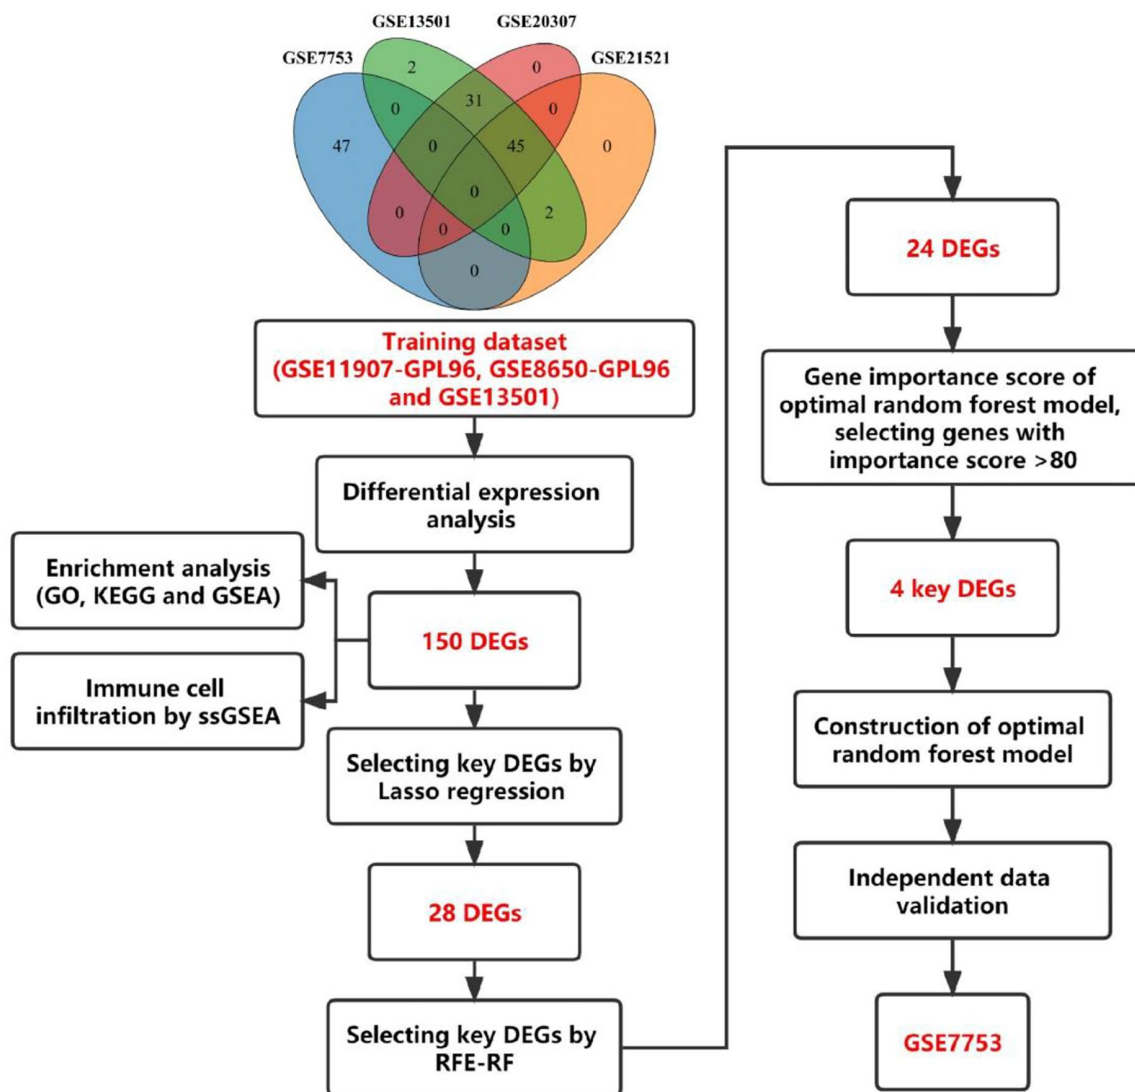 GSE13501
GSE20307
GSE7753
GSE21521
2
0
0
31
0
47
0
45
0
0
0
2
0
0
0
Training dataset
(GSE11907-GPL96, GSE8650-GPL96
and GSE13501)
Differential expression
analysis
Enrichment analysis
(GO, KEGG and GSEA)
150 DEGs
Immune cell
infiltration by ssGSEA
Selecting key DEGs by
Lasso regression
28 DEGs
Selecting key DEGs by
RFE-RF
24 DEGs
Gene importance score of
optimal random forest model,
selecting genes with
importance score >80
4 key DEGs
Construction of optimal
random forest model
Independent data
validation
GSE7753